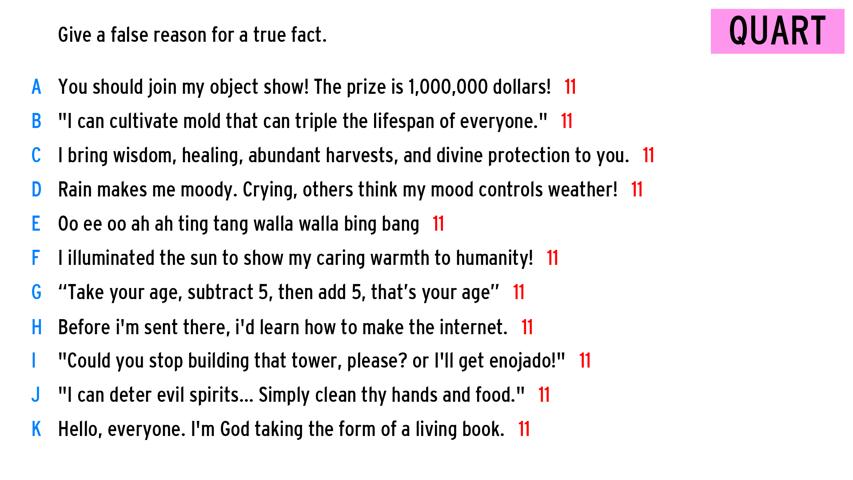 Give a false reason for a true fact.
QUART
A You should join my object show! The prize is 1,000,000 dollars! 11
B "I can cultivate mold that can triple the lifespan of everyone." 11
C I bring wisdom, healing, abundant harvests, and divine protection to you. 11
D Rain makes me moody. Crying, others think my mood controls weather! 11
E Oo ee oo ah ah ting tang walla walla bing bang 11
F I illuminated the sun to show my caring warmth to humanity! 11
G “Take your age, subtract 5, then add 5, that’s your age” 11
H Before i'm sent there, i'd learn how to make the internet. 11
I "Could you stop building that tower, please? or I'll get enojado!" 11
J "I can deter evil spirits... Simply clean thy hands and food." 11
K Hello, everyone. I'm God taking the form of a living book. 11